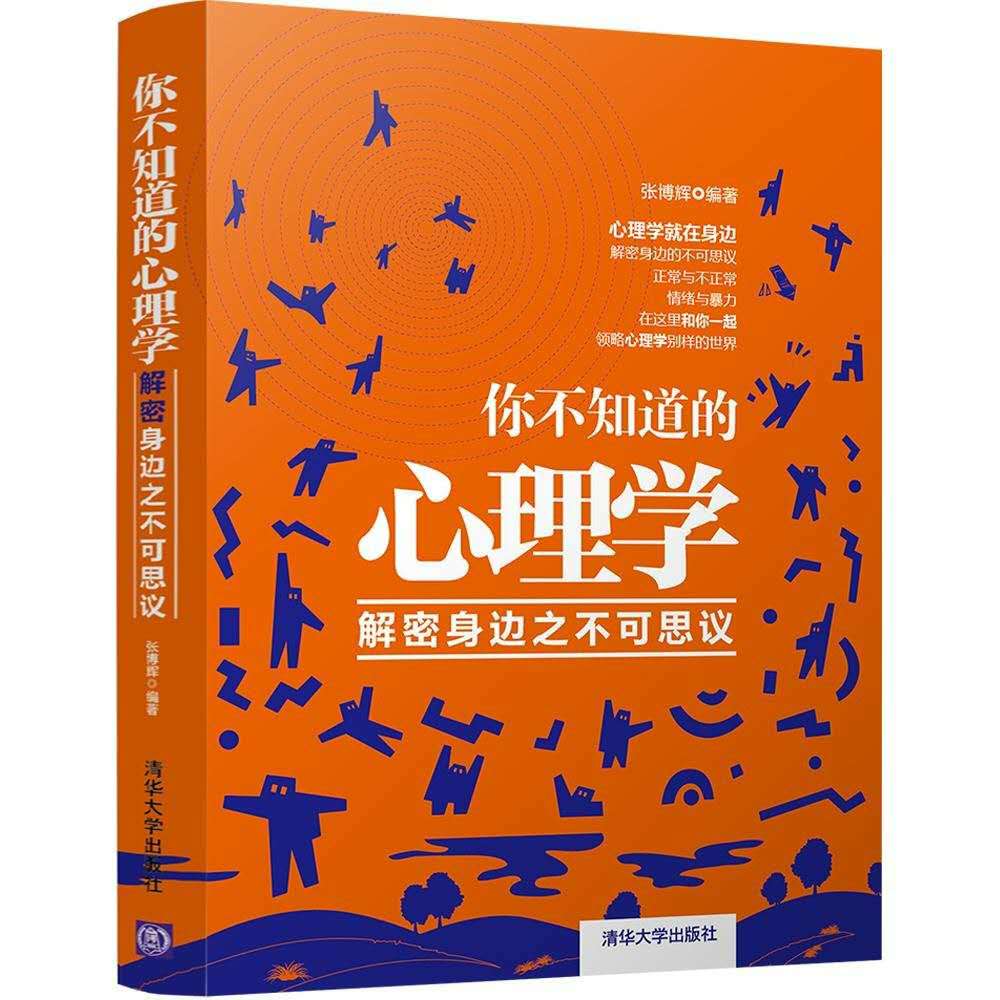 你不知道的心理学
解密身边之不可思议
张博辉 编著
清华大学出版社
张博辉 编著
心理学就在身边
解密身边的不可思议
正常与不正常
情绪与暴力
在这里和你一起
领略心理学别样的世界
你不知道的
心理学
解密身边之不可思议
清华大学出版社